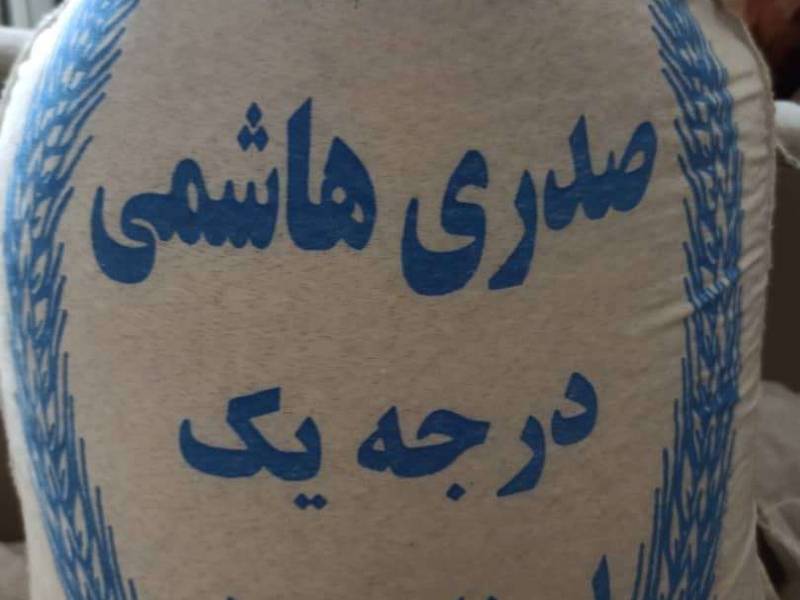 صدری هاشمی
درجه یک